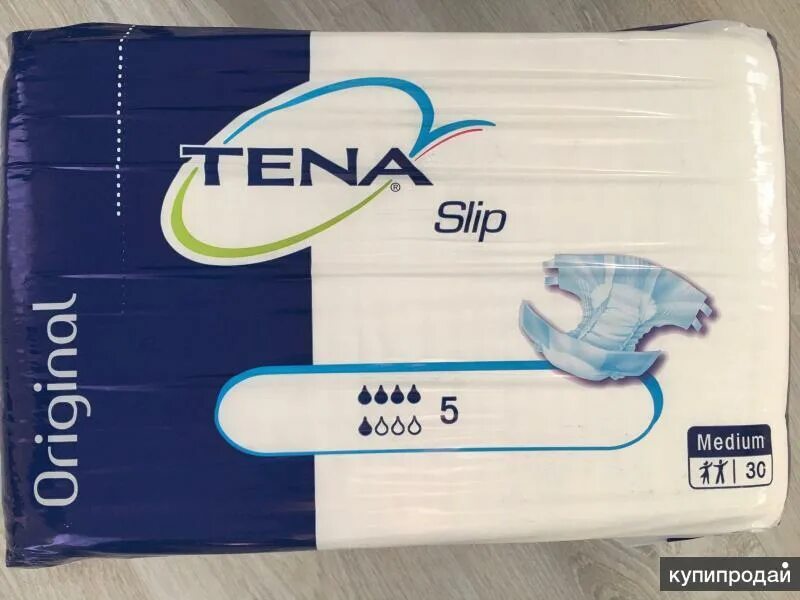 TENA®
Slip
Original
5
Medium
30
купипродай